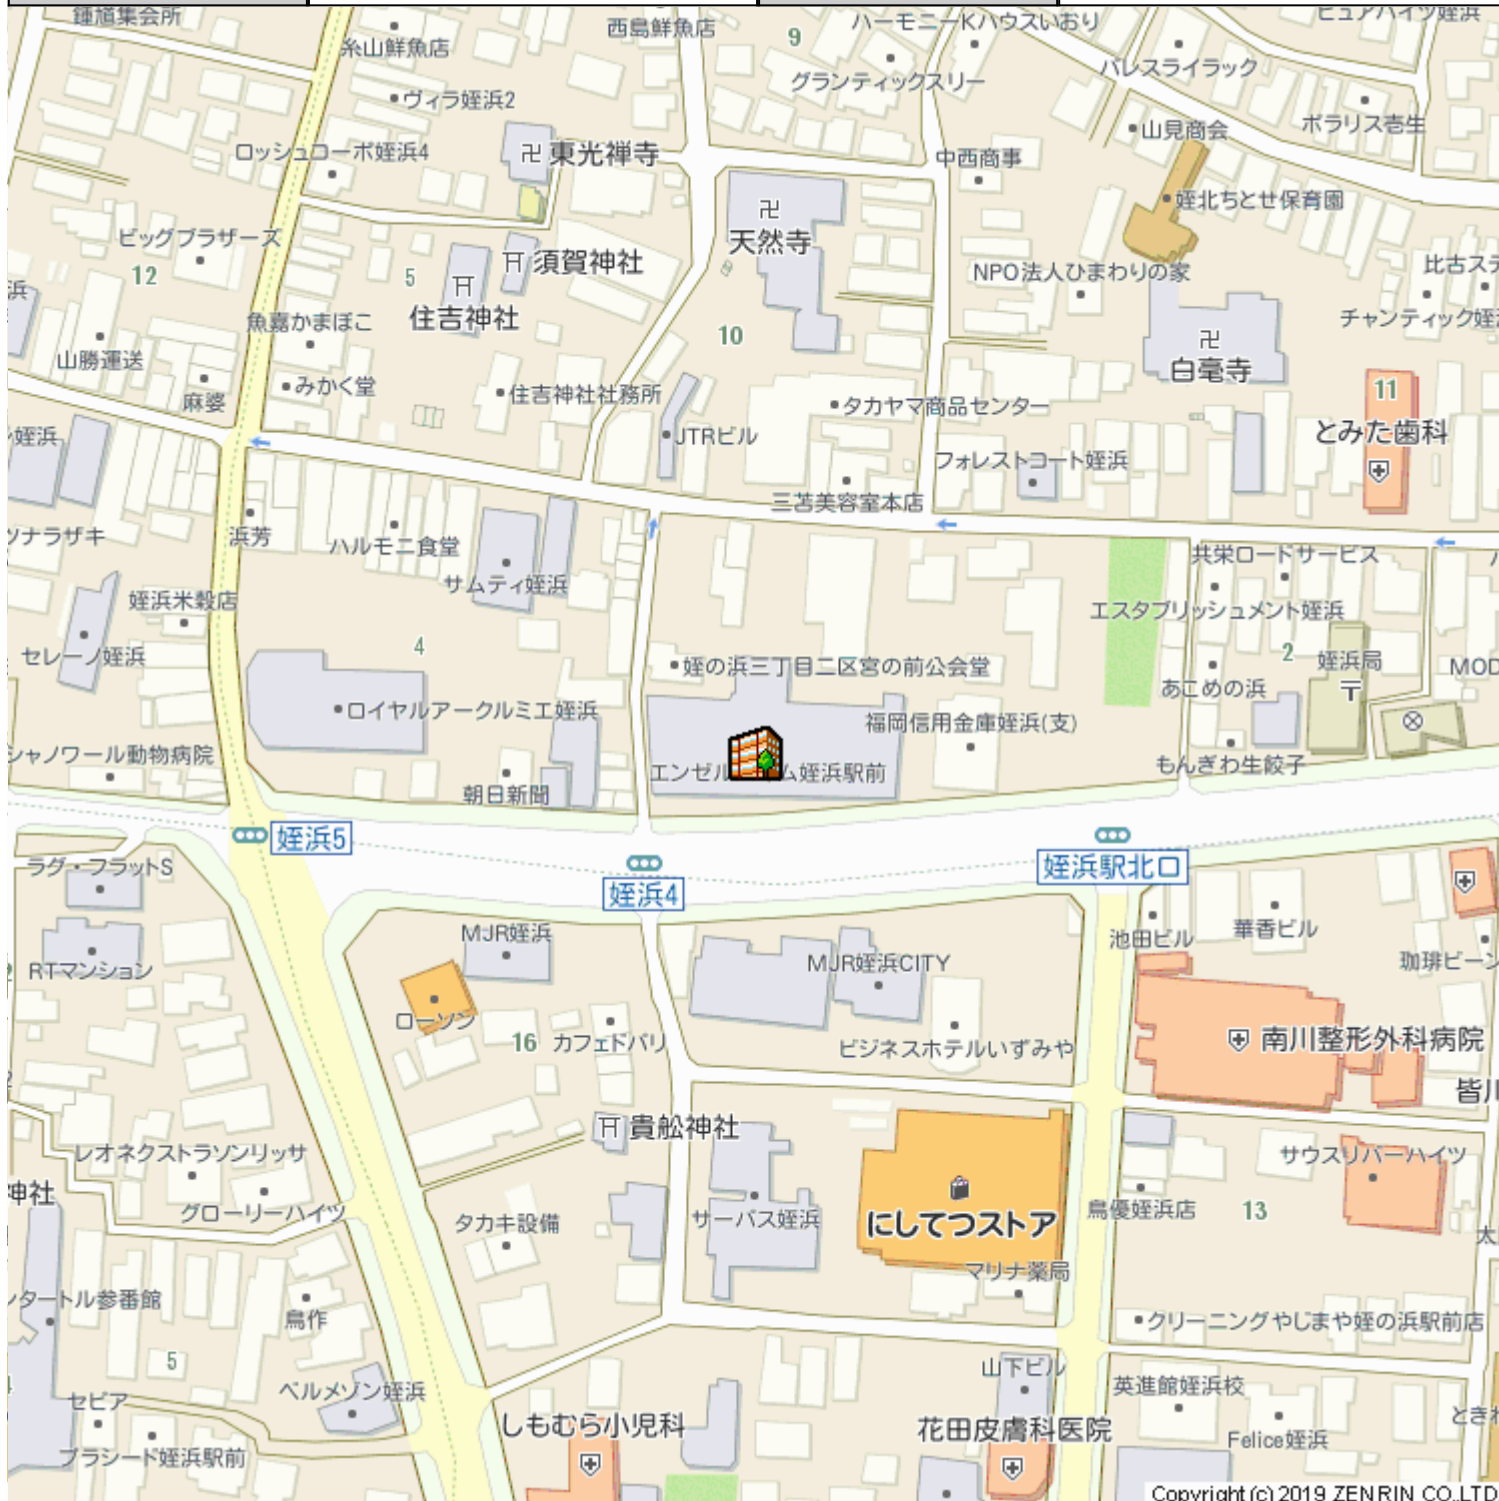 鍾馗集会所
西島鮮魚店
9
ハーモニーKハウスいおり
ピュアハイツ姪浜
糸山鮮魚店
グランティックスリー
パレスライラック
ヴィラ姪浜2
ポラリス壱生
山見商会
ロッシュコーポ姪浜4
卍 東光禅寺
中西商事
姪北ちとせ保育園
卍
天然寺
ビッグブラザーズ
12
5
須賀神社
NPO法人ひまわりの家
比古ステ
浜
住吉神社
魚嘉かまぼこ
10
チャンティック姪
卍
白毫寺
山勝運送
みかく堂
麻婆
住吉神社社務所
タカヤマ商品センター
11
とみた歯科
姪浜
JTRビル
フォレストコート姪浜
三苫美容室本店
ツナラザキ
浜芳
ハルモニ食堂
共栄ロードサービス
サムティ姪浜
姪浜米穀店
エスタブリッシュメント姪浜
セレーノ姪浜
4
2
姪浜局
〒
姪の浜三丁目二区宮の前公会堂
MOD
あこめの浜
ロイヤルアークルミエ姪浜
福岡信用金庫姪浜(支)
シャノワール動物病院
エンゼル
ム姪浜駅前
もんぎわ生餃子
朝日新聞
姪浜5
姪浜4
姪浜駅北口
ラグ・フラットS
MJR姪浜
池田ビル
華香ビル
RTマンション
MJR姪浜CITY
珈琲ビーン
ローソン
16
カフェドバリ
ビジネスホテルいずみや
南川整形外科病院
皆川
貴舩神社
レオネクストラソンリッサ
サウスリバーハイツ
神社
グローリーハイツ
タカキ設備
サーパス姪浜
にしてつストア
鳥優姪浜店
13
太
マリナ薬局
ンタートル参番館
鳥作
クリーニングやじまや姪の浜駅前店
5
山下ビル
セピア
ベルメゾン姪浜
英進館姪浜校
しもむら小児科
花田皮膚科医院
ときわ
ブラシード姪浜駅前
Felice姪浜
Copyright (c) 2019 ZENRIN CO.,LTD